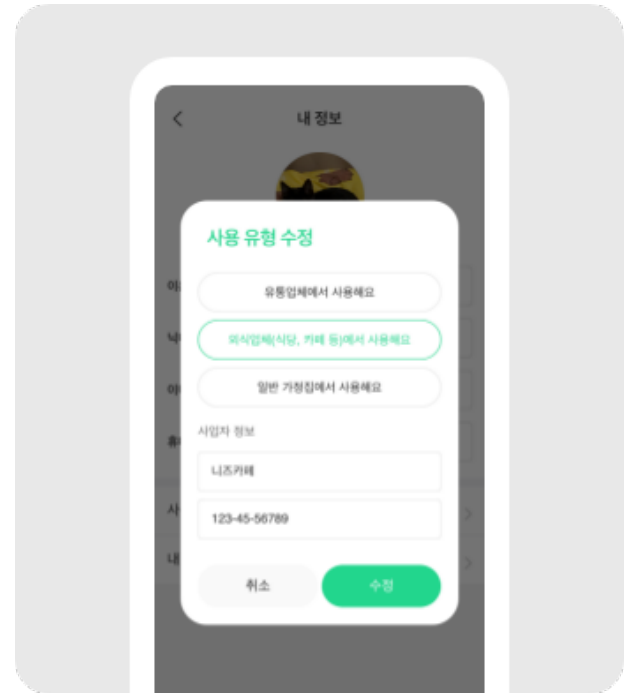 내 정보
사용 유형 수정
유통업체에서 사용해요
외식업체(식당, 카페 등)에서 사용해요
일반 가정집에서 사용해요
사업자 정보
니즈카페
123-45-56789
취소
수정